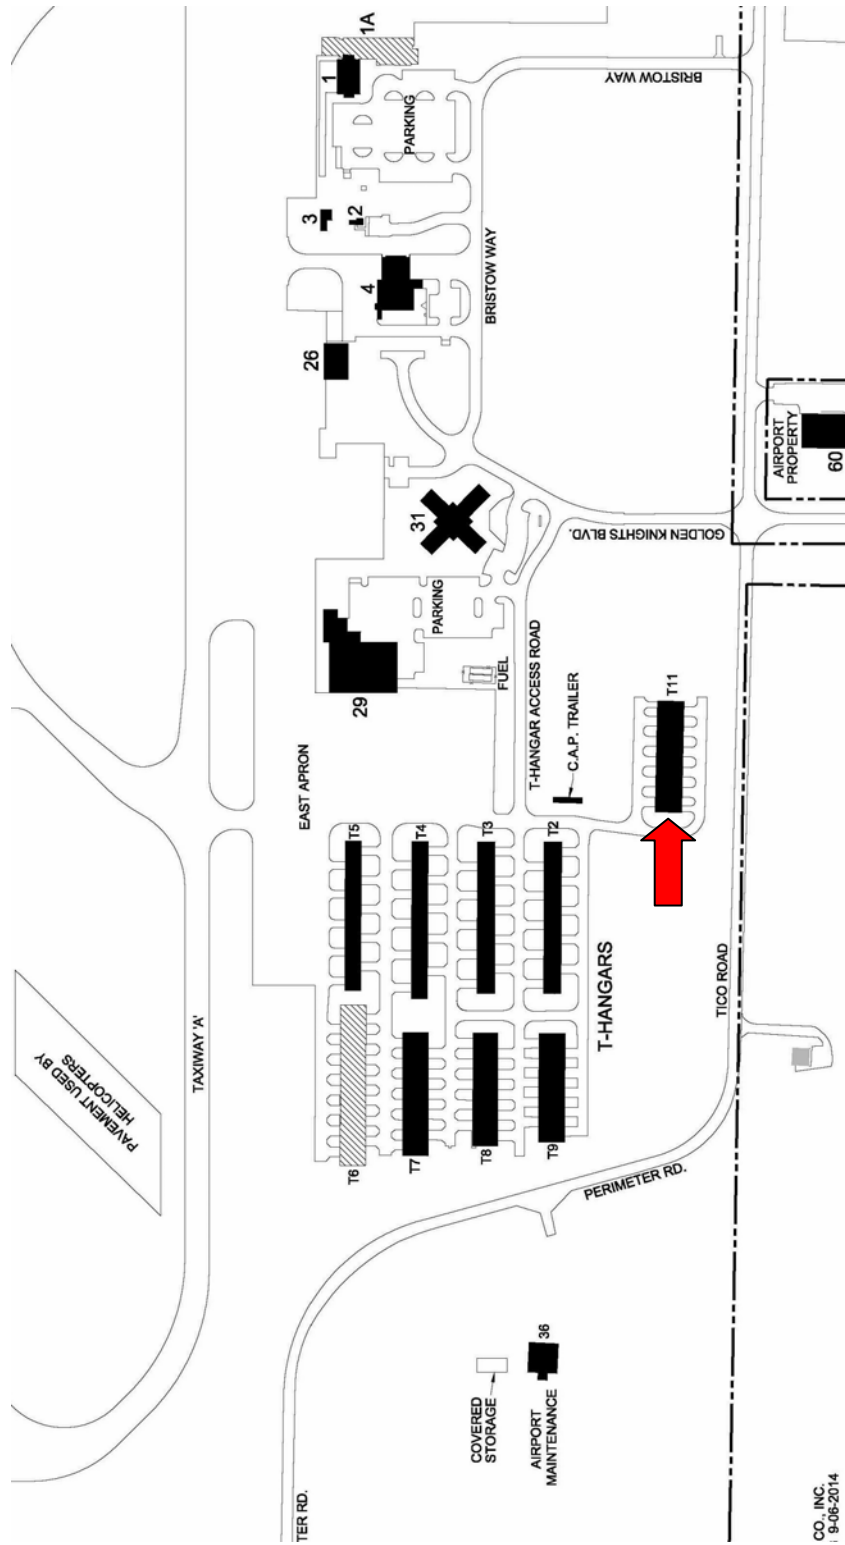 1A
1
BRISTOW WAY
PARKING
3
2
4
BRISTOW WAY
26
AIRPORT
PROPERTY
60
31
GOLDEN KNIGHTS BLVD.
PARKING
FUEL
29
T-HANGAR ACCESS ROAD
T11
C.A.P. TRAILER
EAST APRON
T5
T4
T3
T2
T-HANGARS
TICO ROAD
TAXIWAY 'A'
PAVEMENT USED BY
HELICOPTERS
T6
T7
T8
T9
PERIMETER RD.
36
COVERED
STORAGE
AIRPORT
MAINTENANCE
TER RD.
CO., INC.
9-06-2014